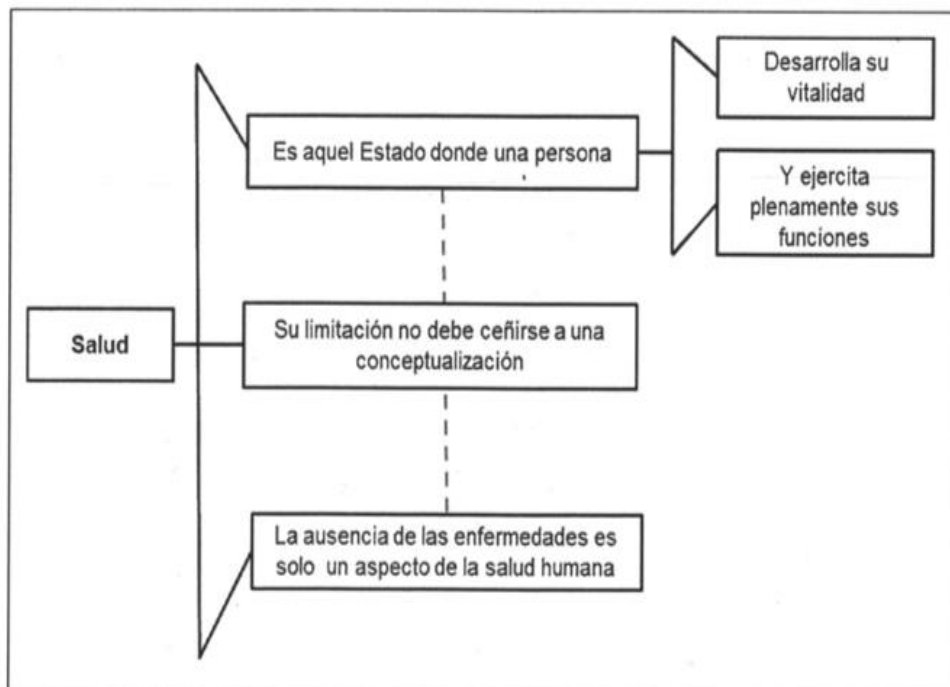 Salud
Es aquel Estado donde una persona
Desarrolla su
vitalidad
Y ejercita
plenamente sus
funciones
Su limitación no debe ceñirse a una
conceptualización
La ausencia de las enfermedades es
solo un aspecto de la salud humana